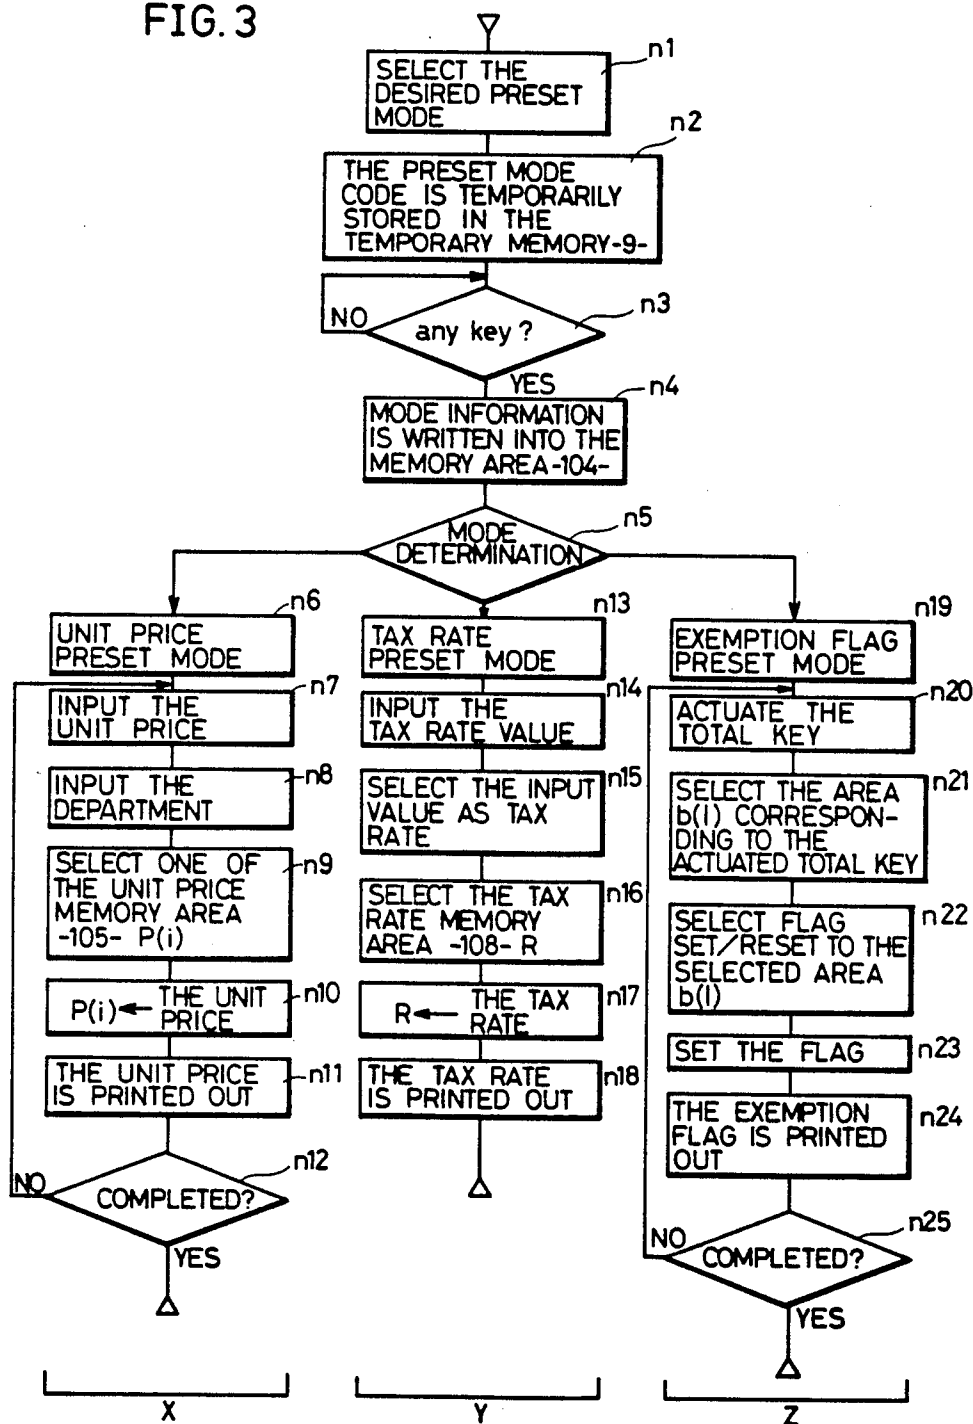 FIG. 3
n1
SELECT THE
DESIRED PRESET
MODE
n2
THE PRESET MODE
CODE IS TEMPORARILY
STORED IN THE
TEMPORARY MEMORY-9-
n3
any key ?
NO
YES
n4
MODE INFORMATION
IS WRITTEN INTO THE
MEMORY AREA-104-
n5
MODE
DETERMINATION
n6
UNIT PRICE
PRESET MODE
n7
INPUT THE
UNIT PRICE
n8
INPUT THE
DEPARTMENT
n9
SELECT ONE OF
THE UNIT PRICE
MEMORY AREA
-105- P(i)
n10
P(i) ← THE UNIT
PRICE
n11
THE UNIT PRICE
IS PRINTED OUT
n12
COMPLETED?
NO
YES
X
n13
TAX RATE
PRESET MODE
n14
INPUT THE
TAX RATE VALUE
n15
SELECT THE INPUT
VALUE AS TAX
RATE
n16
SELECT THE TAX
RATE MEMORY
AREA -108- R
n17
R ← THE TAX
RATE
n18
THE TAX RATE
IS PRINTED OUT
Y
n19
EXEMPTION FLAG
PRESET MODE
n20
ACTUATE THE
TOTAL KEY
n21
SELECT THE AREA
b(l) CORRESPON-
DING TO THE
ACTUATED TOTAL KEY
n22
SELECT FLAG
SET/RESET TO THE
SELECTED AREA
b(l)
n23
SET THE FLAG
n24
THE EXEMPTION
FLAG IS PRINTED
OUT
n25
COMPLETED?
NO
YES
Z